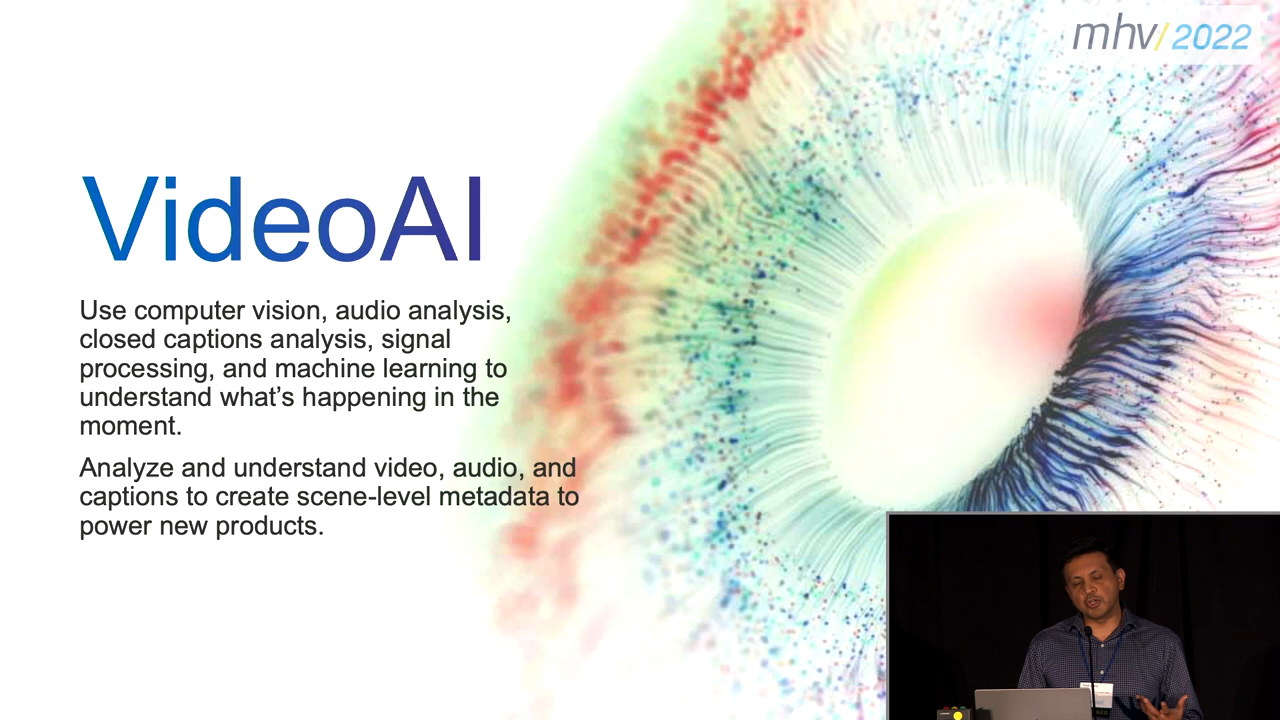 mhv/2022
VideoAI
Use computer vision, audio analysis,
closed captions analysis, signal
processing, and machine learning to
understand what’s happening in the
moment.
Analyze and understand video, audio, and
captions to create scene-level metadata to
power new products.